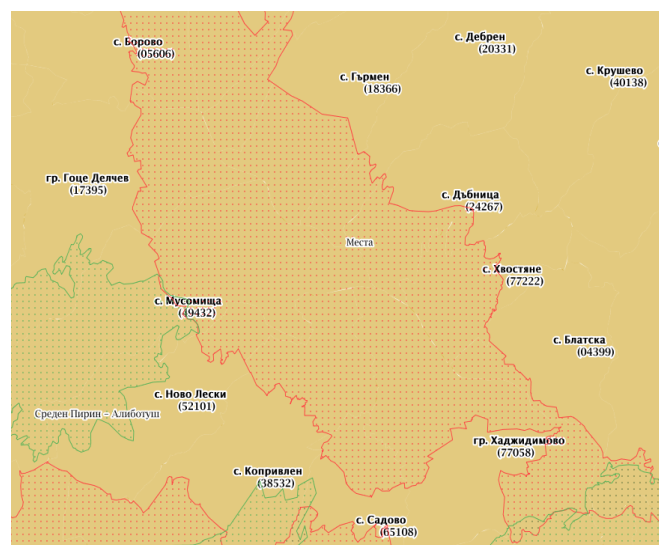 с. Дебрен
(20331)
с. Борово
(05606)
с. Гърмен
(18366)
с. Крушево
(40138)
гр. Гоце Делчев
(17395)
с. Дъбница
(24267)
Места
с. Хвостяне
(77222)
с. Мусомища
(49432)
с. Блатска
(04399)
с. Ново Лески
(52101)
Среден Пирин – Алиботуш
гр. Хаджидимово
(77058)
с. Копривлен
(38532)
с. Садово
(65108)